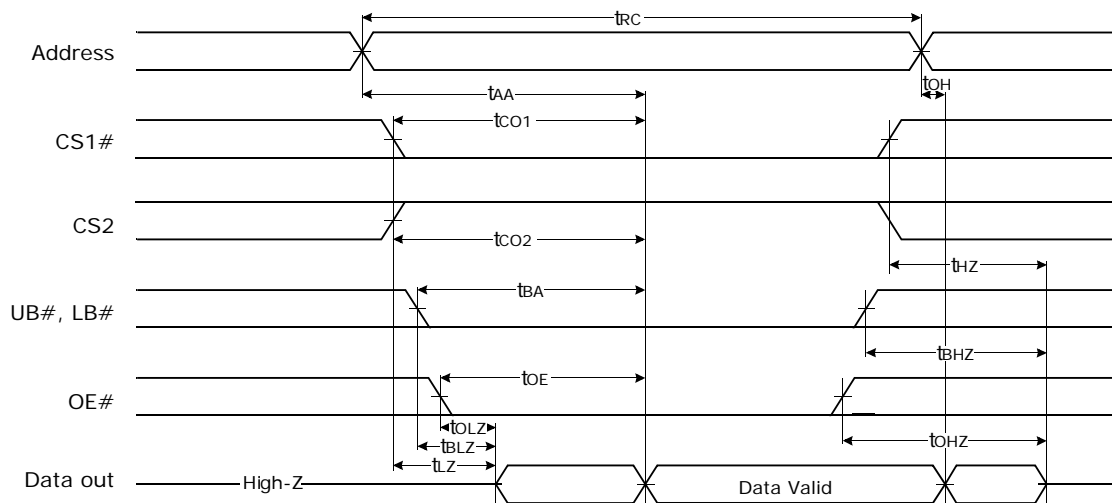 tRC
Address
tOH
tAA
tCO1
CS1#
CS2
tCO2
tHZ
tBA
UB#, LB#
tBHZ
tOE
OE#
tOLZ
tBLZ
tOHZ
tLZ
Data out
High-Z
Data Valid